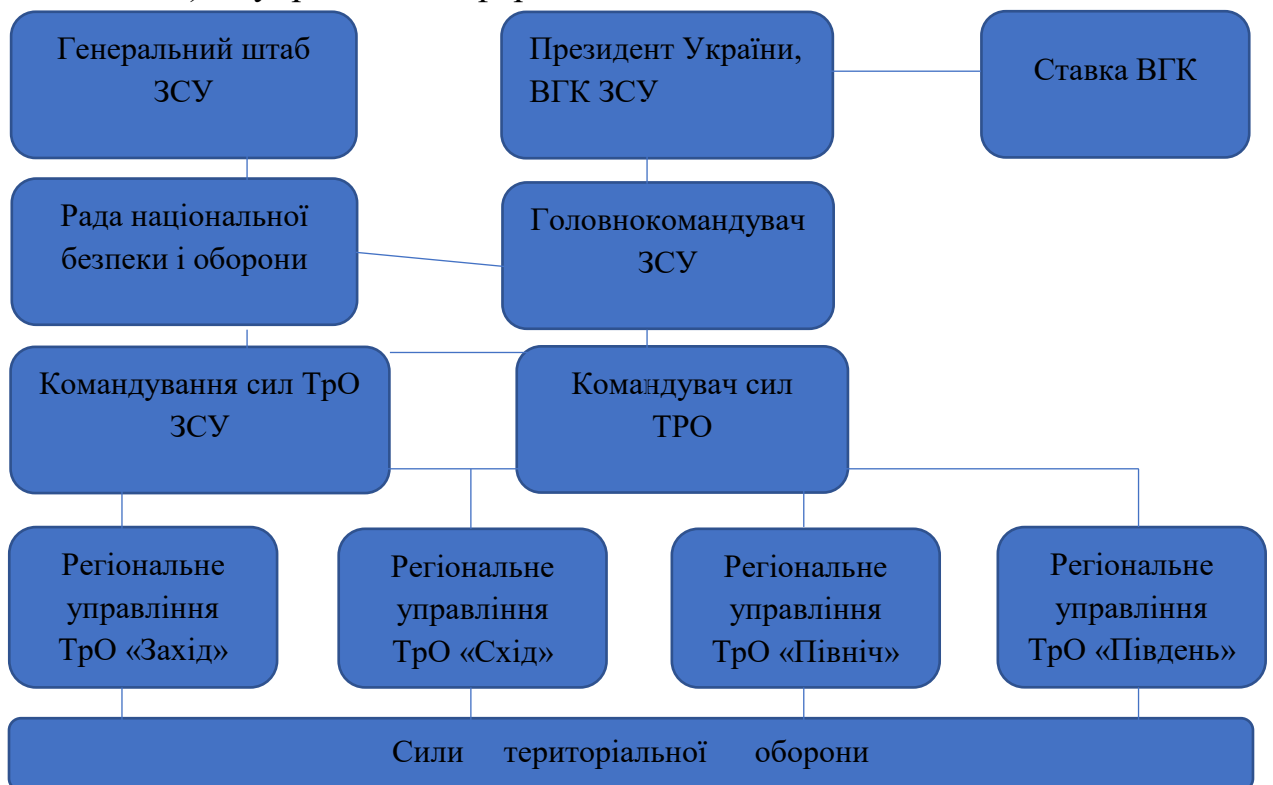 Генеральний штаб
ЗСУ
Президент України,
ВГК ЗСУ
Ставка ВГК
Рада національної
безпеки і оборони
Головнокомандувач
ЗСУ
Командування сил ТрО
ЗСУ
Командувач сил
ТРО
Регіональне
управління
ТрО «Захід»
Регіональне
управління
ТрО «Схід»
Регіональне
управління
ТрО «Північ»
Регіональне
управління
ТрО «Південь»
Сили територіальної оборони